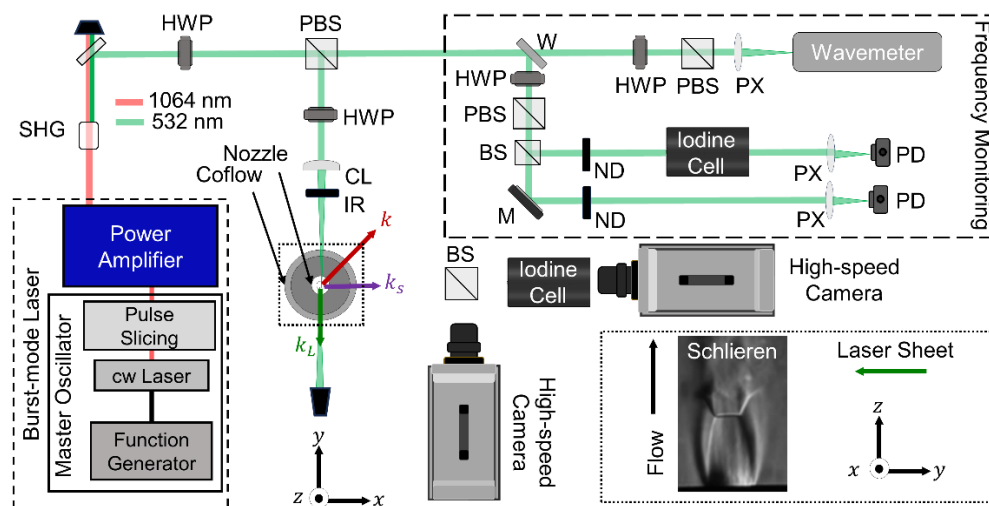 HWP
PBS
W
HWP
PBS
PX
Wavemeter
Frequency Monitoring
HWP
PBS
BS
ND
Iodine
Cell
PX
PD
M
ND
PX
PD
1064 nm
532 nm
SHG
HWP
Nozzle
Coflow
CL
IR
k
k_S
k_L
Power
Amplifier
Pulse
Slicing
cw Laser
Function
Generator
Master Oscillator
Burst-mode Laser
BS
Iodine
Cell
High-speed
Camera
High-speed
Camera
y
z
x
Flow
Schlieren
Laser Sheet
z
x
y